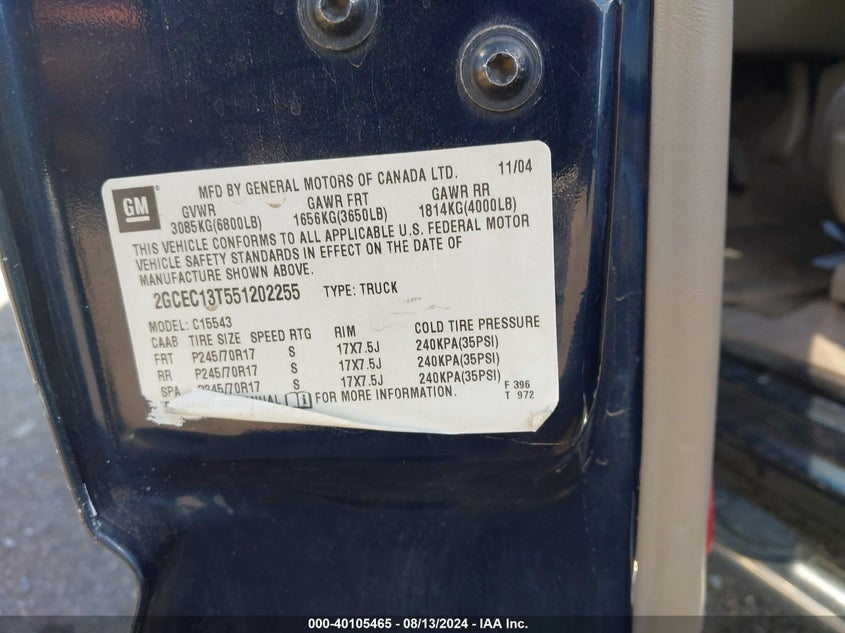 MFD BY GENERAL MOTORS OF CANADA LTD. 11/04
GM
GVWR GAWR FRT GAWR RR
3085KG(6800LB) 1656KG(3650LB) 1814KG(4000LB)
THIS VEHICLE CONFORMS TO ALL APPLICABLE U.S. FEDERAL MOTOR
VEHICLE SAFETY STANDARDS IN EFFECT ON THE DATE OF
MANUFACTURE SHOWN ABOVE.
2GCEC13T551202255 TYPE: TRUCK
MODEL: C15543
CAAB TIRE SIZE SPEED RTG RIM COLD TIRE PRESSURE
FRT P245/70R17 S 17X7.5J 240KPA(35PSI)
RR P245/70R17 S 17X7.5J 240KPA(35PSI)
SPA P245/70R17 S 17X7.5J 240KPA(35PSI)
FOR MORE INFORMATION.
F 396
T 972
000-40105465 - 08/13/2024 - IAA Inc.